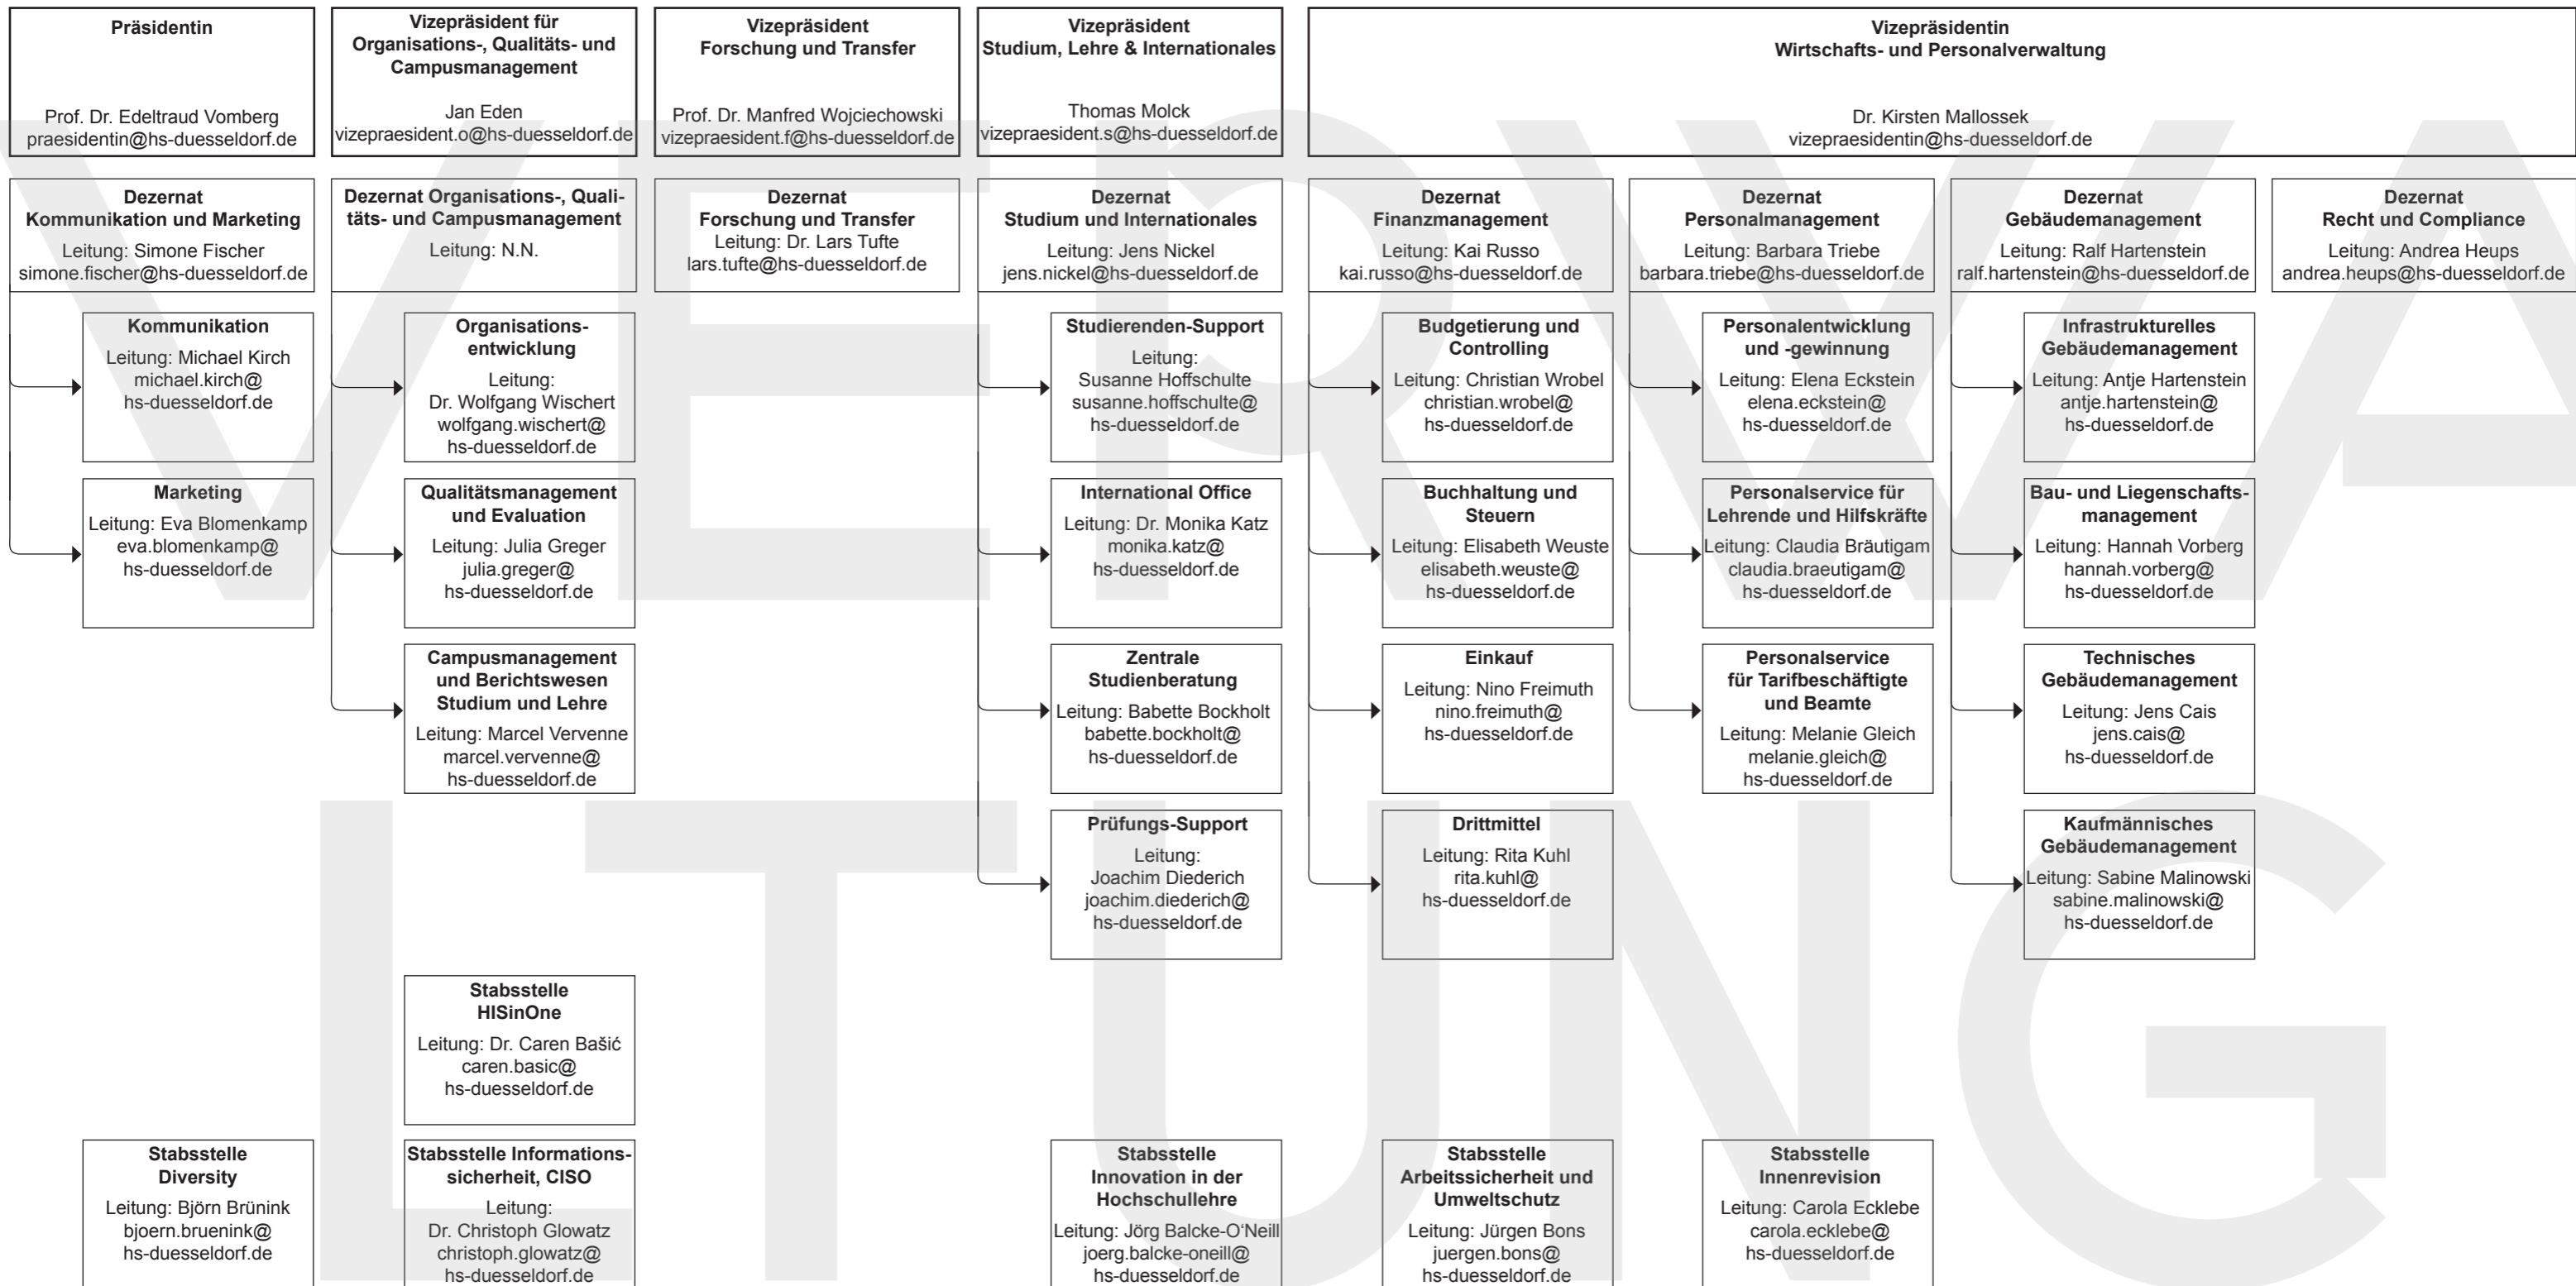 Präsidentin
Prof. Dr. Edeltraud Vomberg
praesidentin@hs-duesseldorf.de
Vizepräsident für
Organisations-, Qualitäts- und
Campusmanagement
Jan Eden
vizepraesident.o@hs-duesseldorf.de
Vizepräsident
Forschung und Transfer
Prof. Dr. Manfred Wojciechowski
vizepraesident.f@hs-duesseldorf.de
Vizepräsident
Studium, Lehre & Internationales
Thomas Molck
vizepraesident.s@hs-duesseldorf.de
Vizepräsidentin
Wirtschafts- und Personalverwaltung
Dr. Kirsten Mallossek
vizepraesidentin@hs-duesseldorf.de
Dezernat
Kommunikation und Marketing
Leitung: Simone Fischer
simone.fischer@hs-duesseldorf.de
Dezernat Organisations-, Quali-
täts- und Campusmanagement
Leitung: N.N.
Dezernat
Forschung und Transfer
Leitung: Dr. Lars Tufte
lars.tufte@hs-duesseldorf.de
Dezernat
Studium und Internationales
Leitung: Jens Nickel
jens.nickel@hs-duesseldorf.de
Dezernat
Finanzmanagement
Leitung: Kai Russo
kai.russo@hs-duesseldorf.de
Dezernat
Personalmanagement
Leitung: Barbara Triebe
barbara.triebe@hs-duesseldorf.de
Dezernat
Gebäudemanagement
Leitung: Ralf Hartenstein
ralf.hartenstein@hs-duesseldorf.de
Dezernat
Recht und Compliance
Leitung: Andrea Heups
andrea.heups@hs-duesseldorf.de
Kommunikation
Leitung: Michael Kirch
michael.kirch@
hs-duesseldorf.de
Organisations-
entwicklung
Leitung:
Dr. Wolfgang Wischert
wolfgang.wischert@
hs-duesseldorf.de
Studierenden-Support
Leitung:
Susanne Hoffschulte
susanne.hoffschulte@
hs-duesseldorf.de
Budgetierung und
Controlling
Leitung: Christian Wrobel
christian.wrobel@
hs-duesseldorf.de
Personalentwicklung
und -gewinnung
Leitung: Elena Eckstein
elena.eckstein@
hs-duesseldorf.de
Infrastrukturelles
Gebäudemanagement
Leitung: Antje Hartenstein
antje.hartenstein@
hs-duesseldorf.de
Marketing
Leitung: Eva Blomenkamp
eva.blomenkamp@
hs-duesseldorf.de
Qualitätsmanagement
und Evaluation
Leitung: Julia Greger
julia.greger@
hs-duesseldorf.de
International Office
Leitung: Dr. Monika Katz
monika.katz@
hs-duesseldorf.de
Buchhaltung und
Steuern
Leitung: Elisabeth Weuste
elisabeth.weuste@
hs-duesseldorf.de
Personalservice für
Lehrende und Hilfskräfte
Leitung: Claudia Bräutigam
claudia.braeutigam@
hs-duesseldorf.de
Bau- und Liegenschafts-
management
Leitung: Hannah Vorberg
hannah.vorberg@
hs-duesseldorf.de
Campusmanagement
und Berichtswesen
Studium und Lehre
Leitung: Marcel Vervenne
marcel.vervenne@
hs-duesseldorf.de
Zentrale
Studienberatung
Leitung: Babette Bockholt
babette.bockholt@
hs-duesseldorf.de
Einkauf
Leitung: Nino Freimuth
nino.freimuth@
hs-duesseldorf.de
Personalservice
für Tarifbeschäftigte
und Beamte
Leitung: Melanie Gleich
melanie.gleich@
hs-duesseldorf.de
Technisches
Gebäudemanagement
Leitung: Jens Cais
jens.cais@
hs-duesseldorf.de
Prüfungs-Support
Leitung:
Joachim Diederich
joachim.diederich@
hs-duesseldorf.de
Drittmittel
Leitung: Rita Kuhl
rita.kuhl@
hs-duesseldorf.de
Kaufmännisches
Gebäudemanagement
Leitung: Sabine Malinowski
sabine.malinowski@
hs-duesseldorf.de
Stabsstelle
HISinOne
Leitung: Dr. Caren Bašić
caren.basic@
hs-duesseldorf.de
Stabsstelle
Diversity
Leitung: Björn Brünink
bjoern.bruenink@
hs-duesseldorf.de
Stabsstelle Informations-
sicherheit, CISO
Leitung:
Dr. Christoph Glowatz
christoph.glowatz@
hs-duesseldorf.de
Stabsstelle
Innovation in der
Hochschullehre
Leitung: Jörg Balcke-O‘Neill
joerg.balcke-oneill@
hs-duesseldorf.de
Stabsstelle
Arbeitssicherheit und
Umweltschutz
Leitung: Jürgen Bons
juergen.bons@
hs-duesseldorf.de
Stabsstelle
Innenrevision
Leitung: Carola Ecklebe
carola.ecklebe@
hs-duesseldorf.de
VERWA
LTUNG